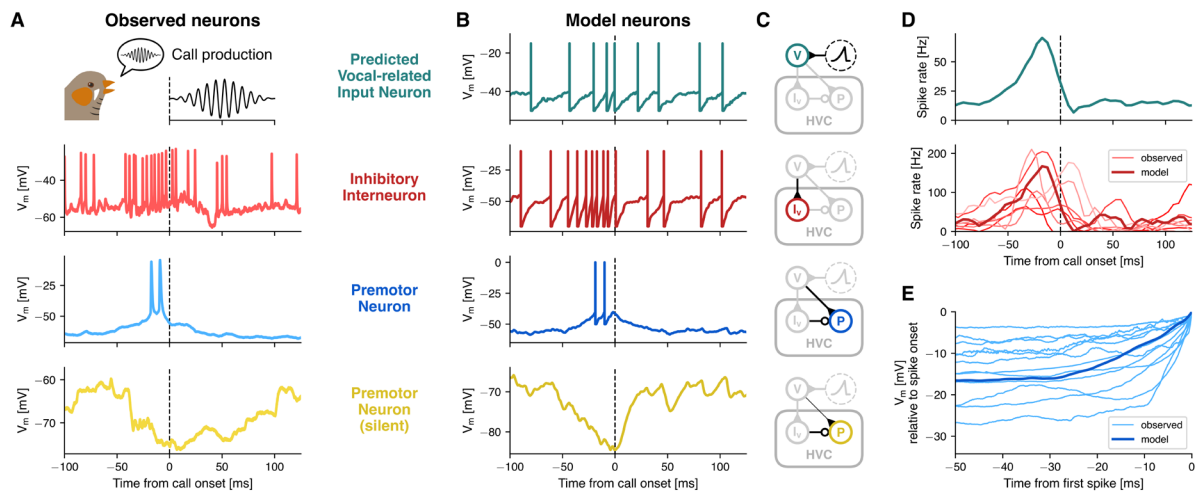 A
Observed neurons
Call production
V_m [mV]
−40
−60
V_m [mV]
−25
−50
V_m [mV]
−60
−70
V_m [mV]
−100
−50
0
50
100
Time from call onset [ms]
Predicted
Vocal-related
Input Neuron
Inhibitory
Interneuron
Premotor
Neuron
Premotor
Neuron
(silent)
B
Model neurons
−20
−40
V_m [mV]
−25
−50
V_m [mV]
0
−25
−50
V_m [mV]
−70
−80
V_m [mV]
−100
−50
0
50
100
Time from call onset [ms]
C
V
I_v
P
HVC
V
I_v
P
HVC
V
I_v
P
HVC
V
I_v
P
HVC
D
Spike rate
[Hz]
50
0
Spike rate [Hz]
200
100
0
observed
model
−100
−50
0
50
100
Time from call onset [ms]
E
V_m [mV]
relative to spike onset
0
−10
−20
−30
observed
model
−50
−40
−30
−20
−10
0
Time from first spike [ms]